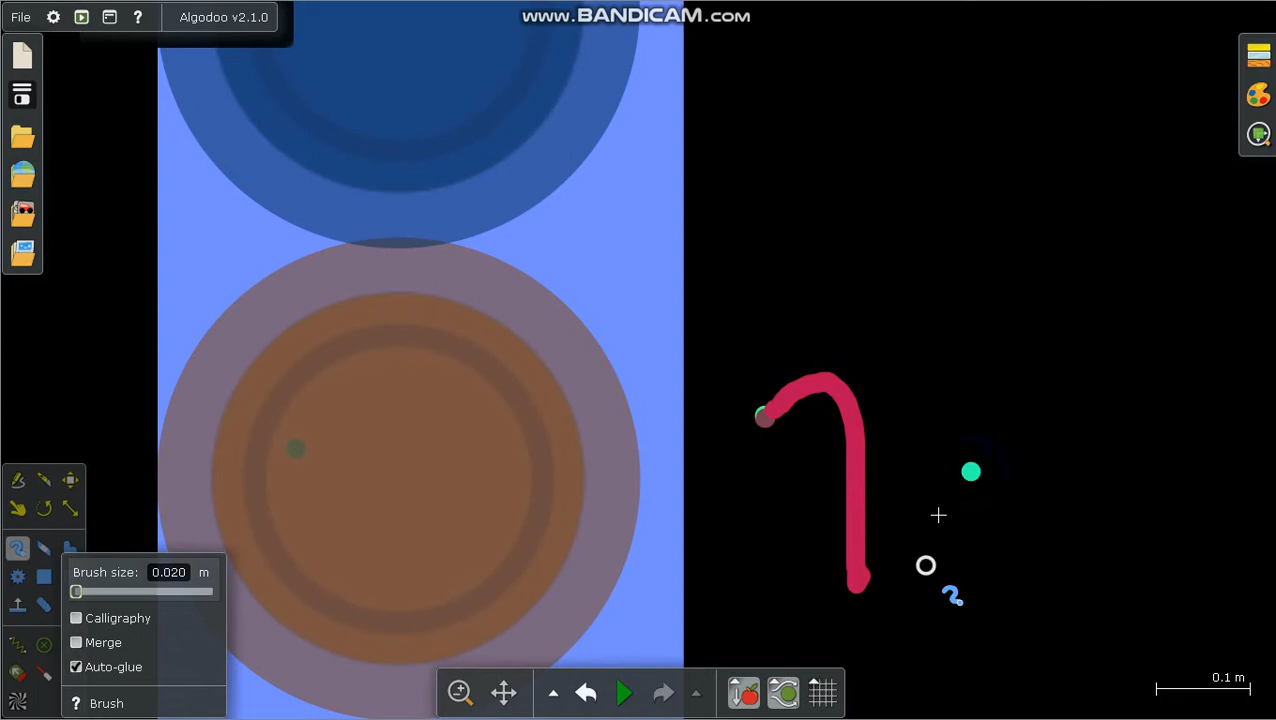 File ? Algodoo v2.1.0
www.BANDICAM.com
Brush size: 0.020 m
Calligraphy
Merge
Auto-glue
? Brush
0.1 m